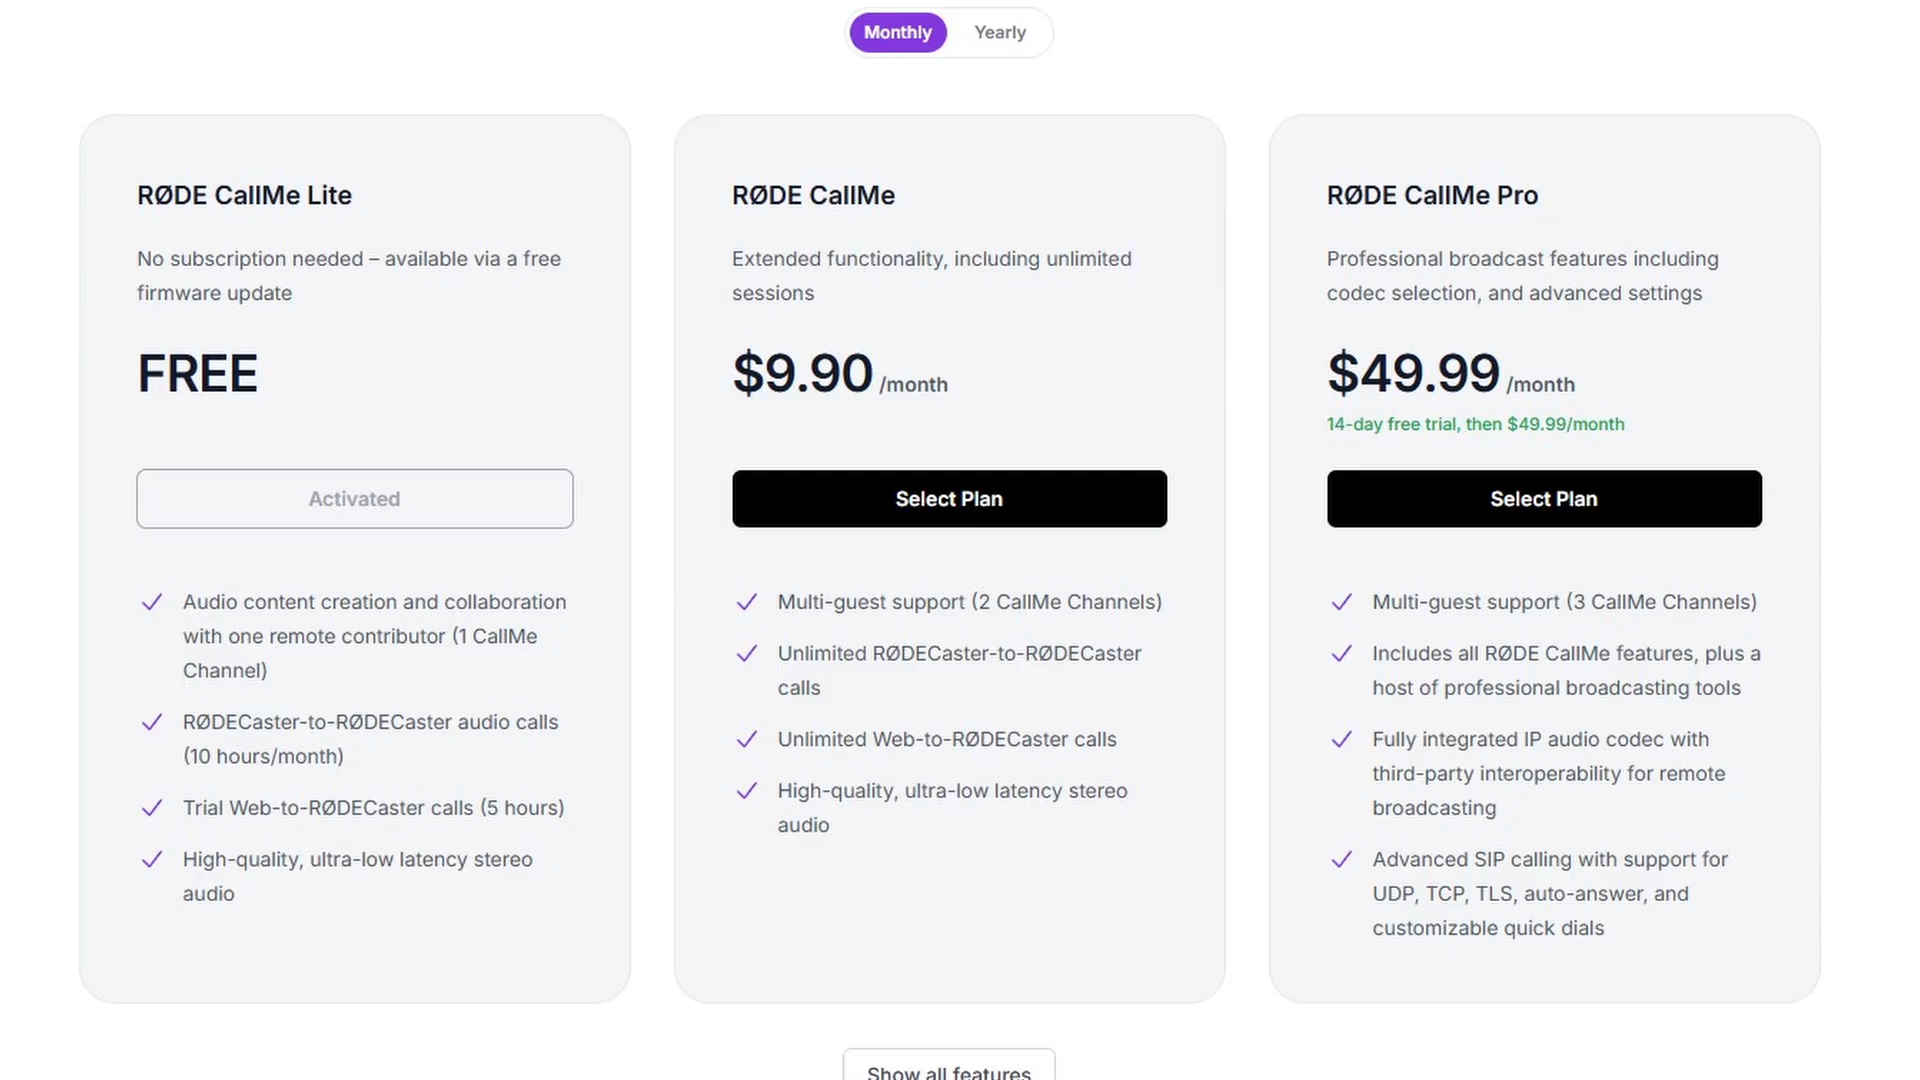 Monthly Yearly
RØDE CallMe Lite
No subscription needed – available via a free
firmware update
FREE
Activated
Audio content creation and collaboration
with one remote contributor (1 CallMe
Channel)
RØDECaster-to-RØDECaster audio calls
(10 hours/month)
Trial Web-to-RØDECaster calls (5 hours)
High-quality, ultra-low latency stereo
audio
RØDE CallMe
Extended functionality, including unlimited
sessions
$9.90 /month
Select Plan
Multi-guest support (2 CallMe Channels)
Unlimited RØDECaster-to-RØDECaster
calls
Unlimited Web-to-RØDECaster calls
High-quality, ultra-low latency stereo
audio
RØDE CallMe Pro
Professional broadcast features including
codec selection, and advanced settings
$49.99 /month
14-day free trial, then $49.99/month
Select Plan
Multi-guest support (3 CallMe Channels)
Includes all RØDE CallMe features, plus a
host of professional broadcasting tools
Fully integrated IP audio codec with
third-party interoperability for remote
broadcasting
Advanced SIP calling with support for
UDP, TCP, TLS, auto-answer, and
customizable quick dials
Show all features